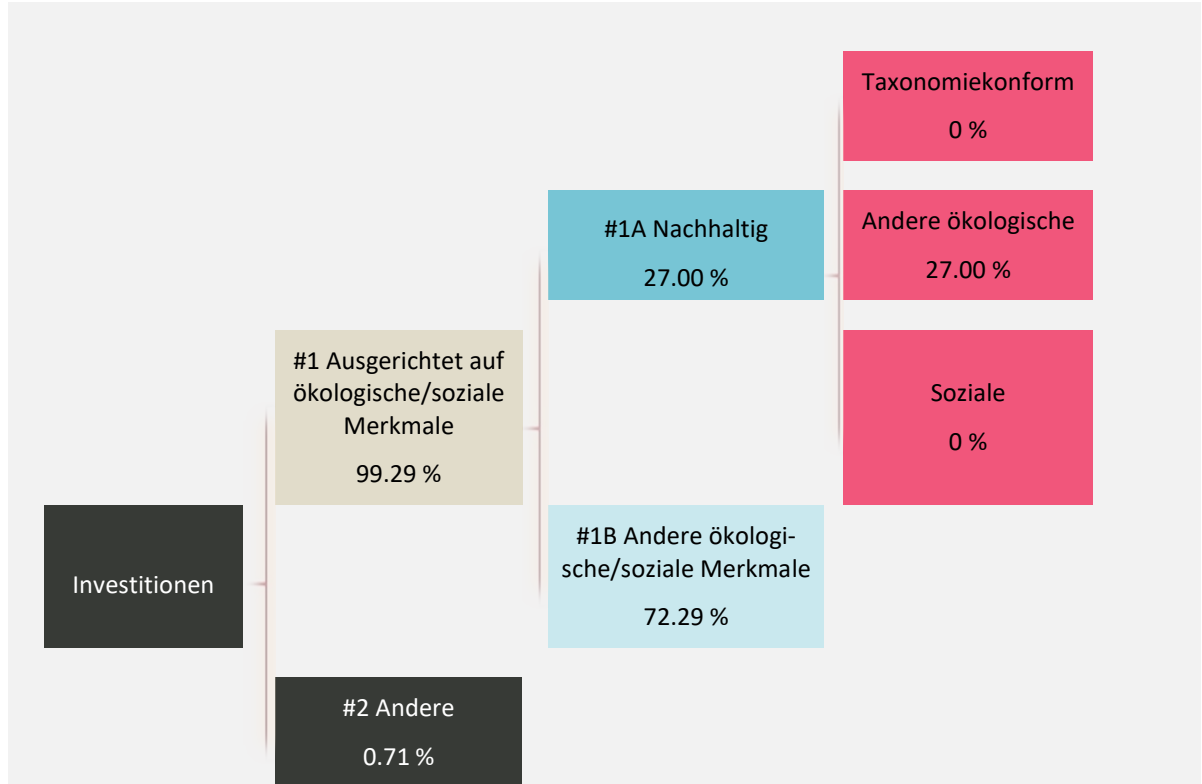 Taxonomiekonform
0 %
#1A Nachhaltig
27.00 %
Andere ökologische
27.00 %
#1 Ausgerichtet auf
ökologische/soziale
Merkmale
99.29 %
Soziale
0 %
Investitionen
#1B Andere ökologi-
sche/soziale Merkmale
72.29 %
#2 Andere
0.71 %